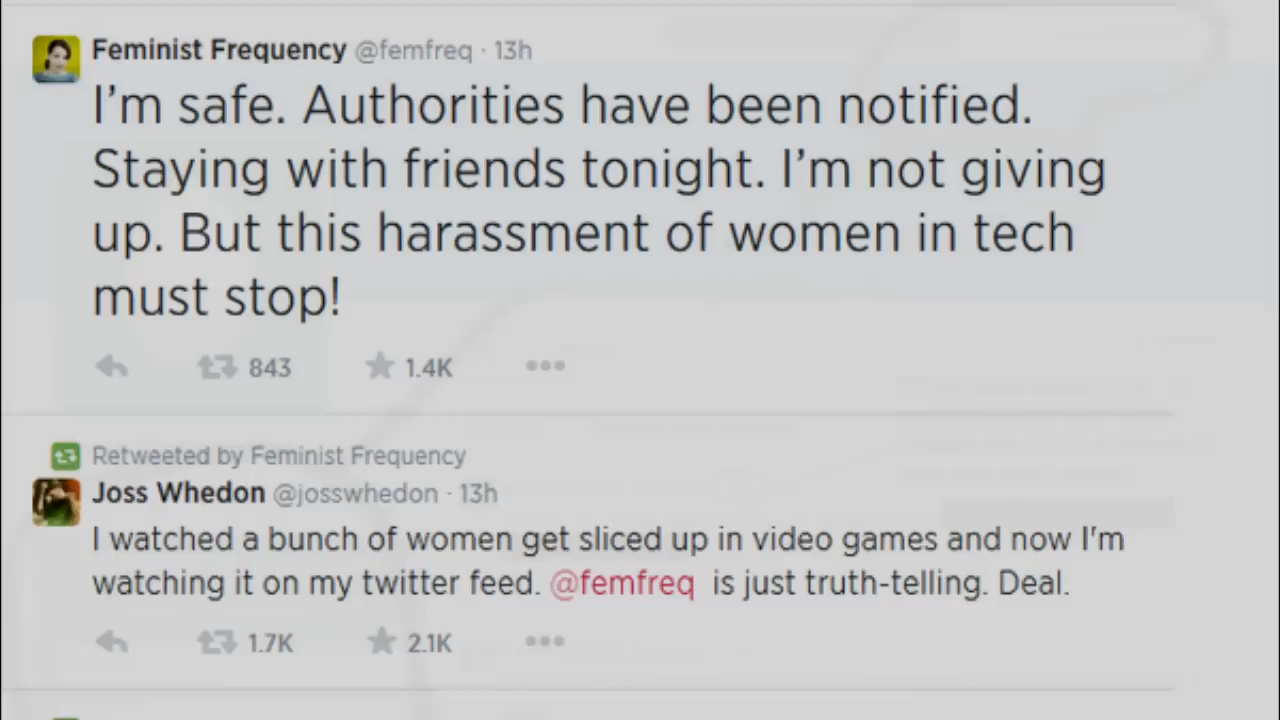 Feminist Frequency @femfreq · 13h
I’m safe. Authorities have been notified.
Staying with friends tonight. I’m not giving
up. But this harassment of women in tech
must stop!
843 1.4K
Retweeted by Feminist Frequency
Joss Whedon @josswhedon · 13h
I watched a bunch of women get sliced up in video games and now I'm
watching it on my twitter feed. @femfreq is just truth-telling. Deal.
1.7K 2.1K